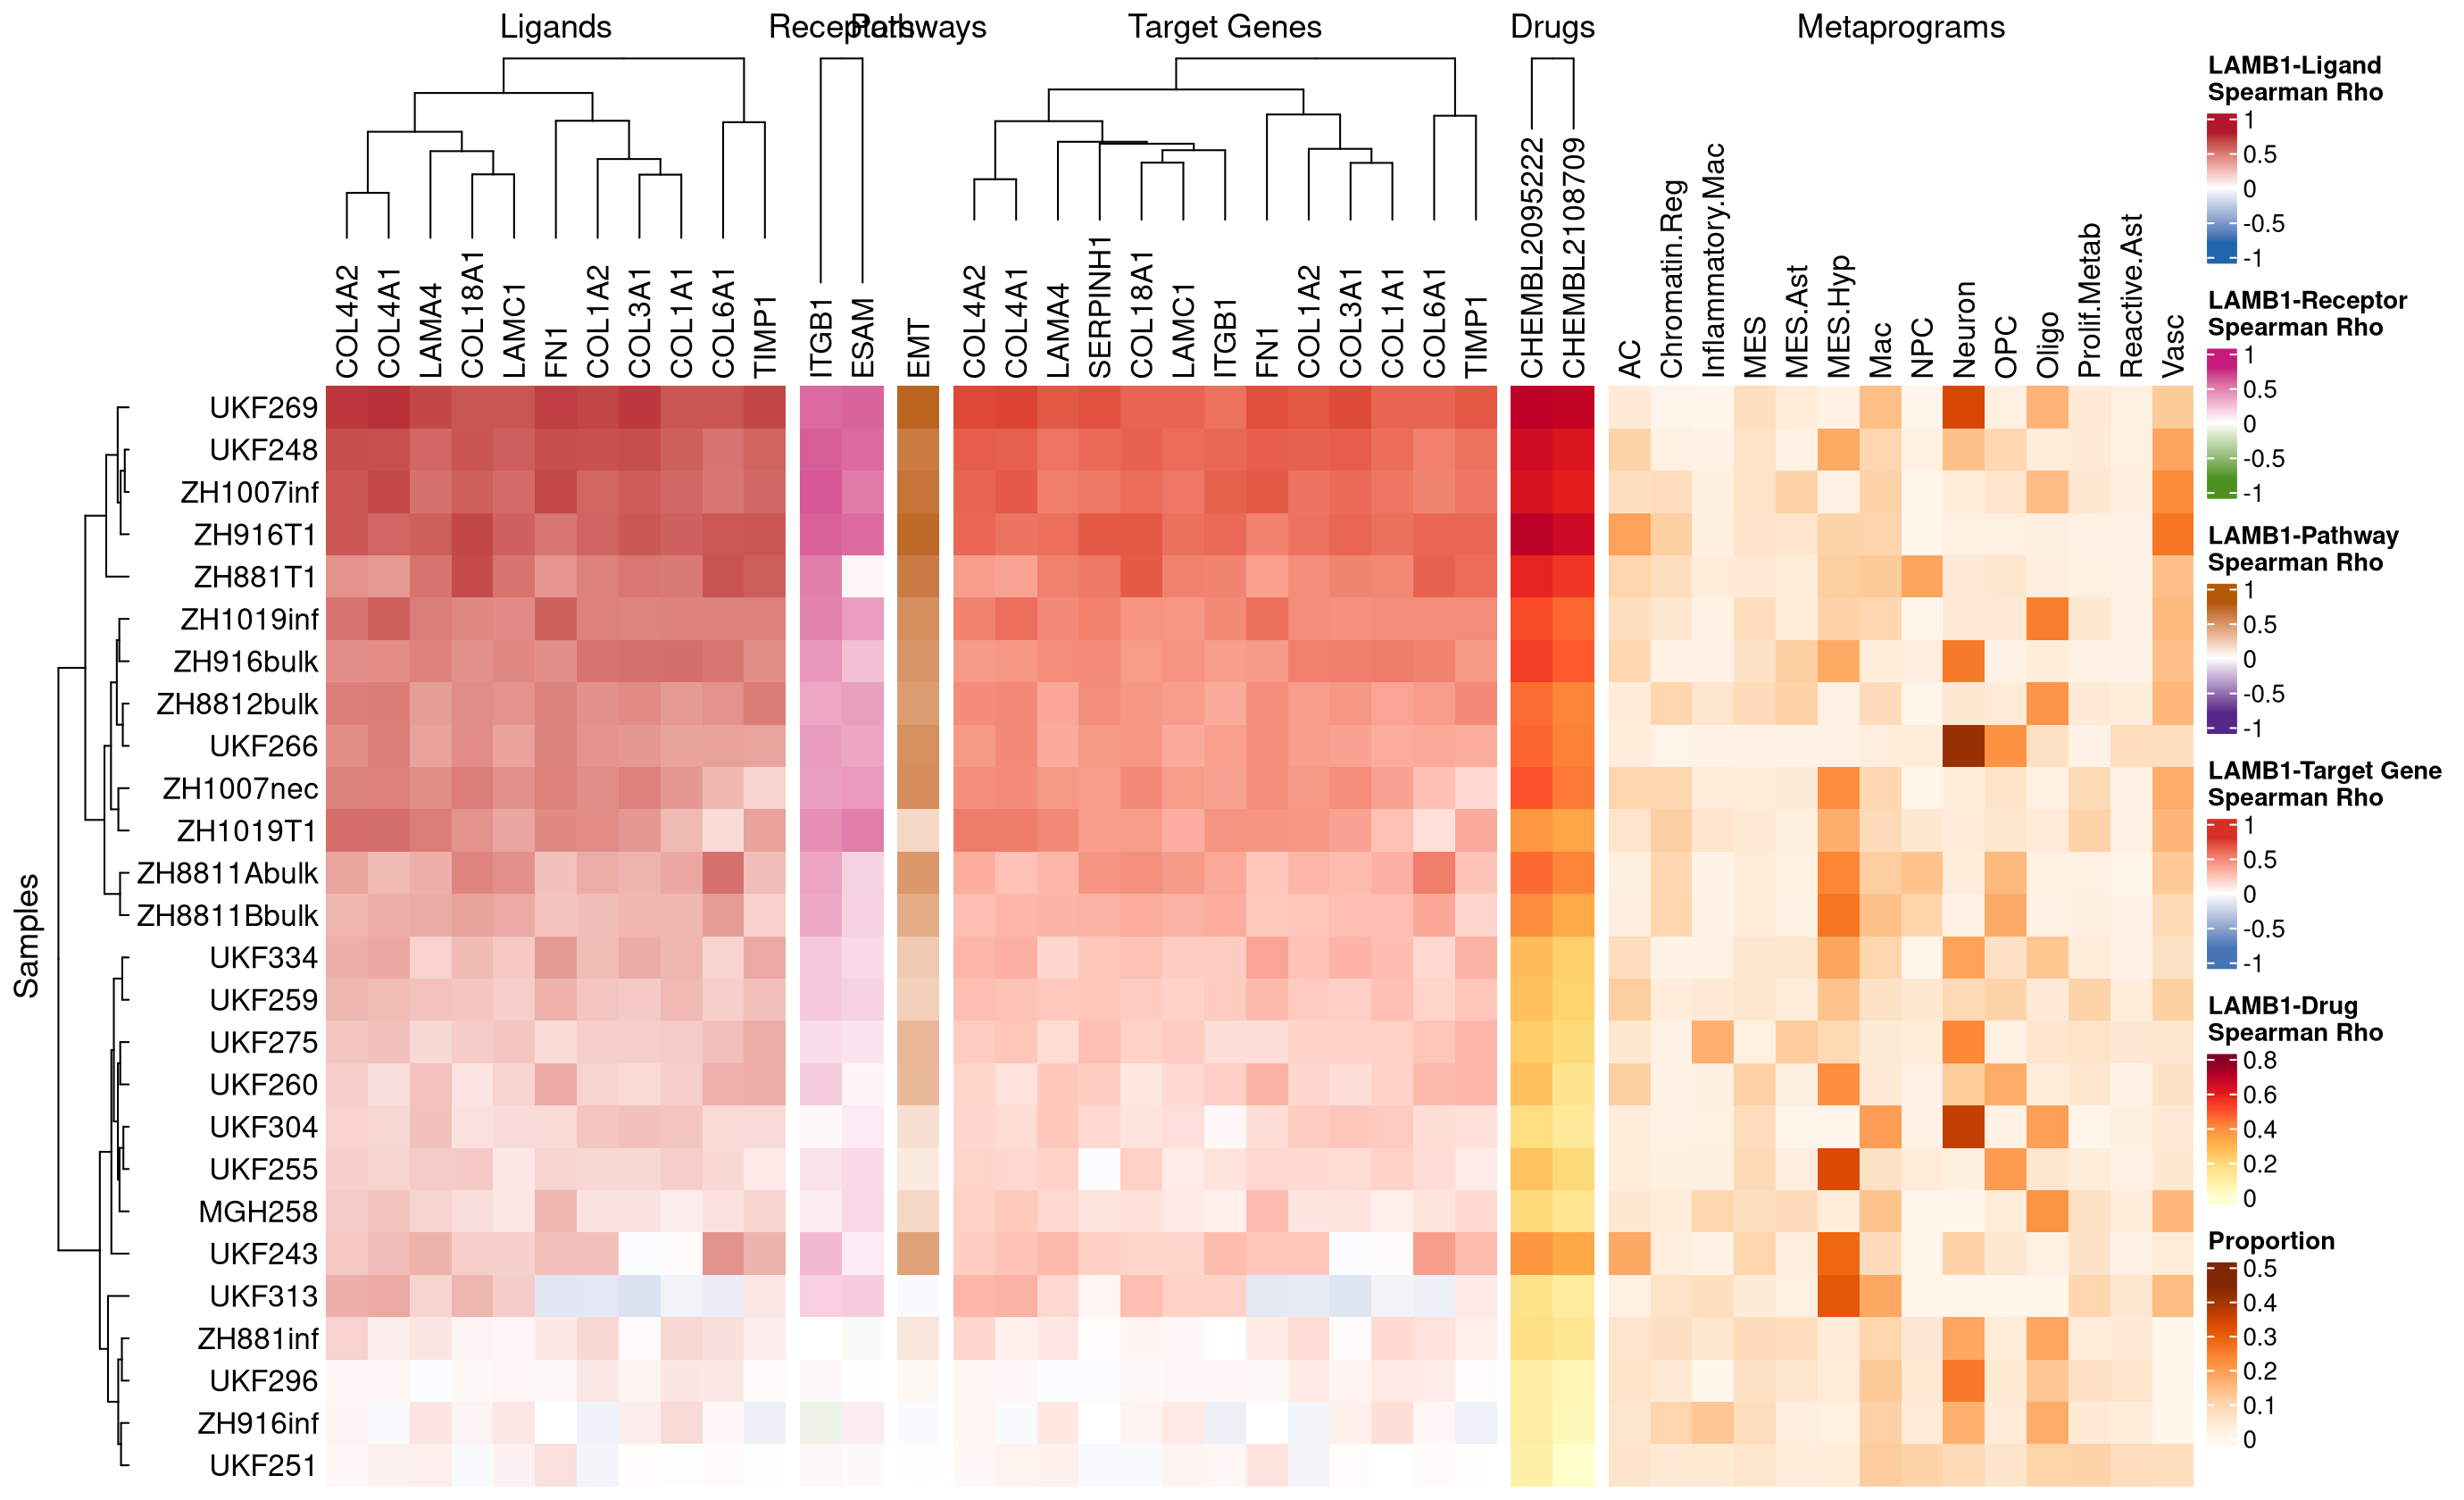 Ligands
Receptors
Pathways
Target Genes
Drugs
Metaprograms
COL4A2
COL4A1
LAMA4
COL18A1
LAMC1
FN1
COL1A2
COL3A1
COL1A1
COL6A1
TIMP1
ITGB1
ESAM
EMT
COL4A2
COL4A1
LAMA4
SERPINH1
COL18A1
LAMC1
ITGB1
FN1
COL1A2
COL3A1
COL1A1
COL6A1
TIMP1
CHEMBL2095222
CHEMBL2108709
AC
Chromatin.Reg
Inflammatory.Mac
MES
MES.Ast
MES.Hyp
Mac
NPC
Neuron
OPC
Oligo
Prolif.Metab
Reactive.Ast
Vasc
Samples
UKF269
UKF248
ZH1007inf
ZH916T1
ZH881T1
ZH1019inf
ZH916bulk
ZH8812bulk
UKF266
ZH1007nec
ZH1019T1
ZH8811Abulk
ZH8811Bbulk
UKF334
UKF259
UKF275
UKF260
UKF304
UKF255
MGH258
UKF243
UKF313
ZH881inf
UKF296
ZH916inf
UKF251
LAMB1-Ligand
Spearman Rho
1
0.5
0
-0.5
-1
LAMB1-Receptor
Spearman Rho
1
0.5
0
-0.5
-1
LAMB1-Pathway
Spearman Rho
1
0.5
0
-0.5
-1
LAMB1-Target Gene
Spearman Rho
1
0.5
0
-0.5
-1
LAMB1-Drug
Spearman Rho
0.8
0.6
0.4
0.2
0
Proportion
0.5
0.4
0.3
0.2
0.1
0